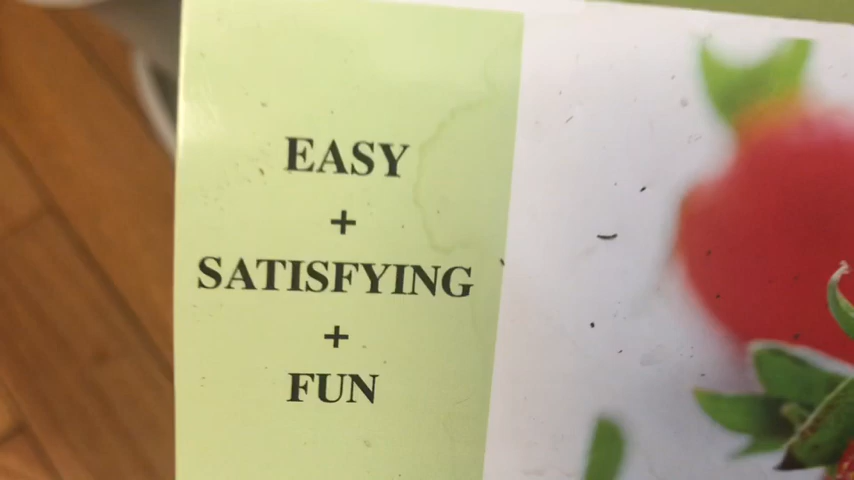 EASY
+
SATISFYING
+
FUN